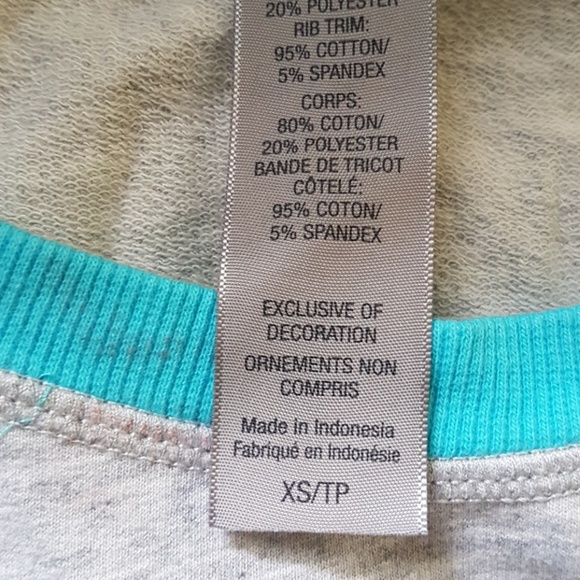 20% POLYESTER
RIB TRIM:
95% COTTON/
5% SPANDEX
CORPS:
80% COTON/
20% POLYESTER
BANDE DE TRICOT
CÔTELÉ:
95% COTON/
5% SPANDEX
EXCLUSIVE OF
DECORATION
ORNEMENTS NON
COMPRIS
Made in Indonesia
Fabriqué en Indonésie
XS/TP